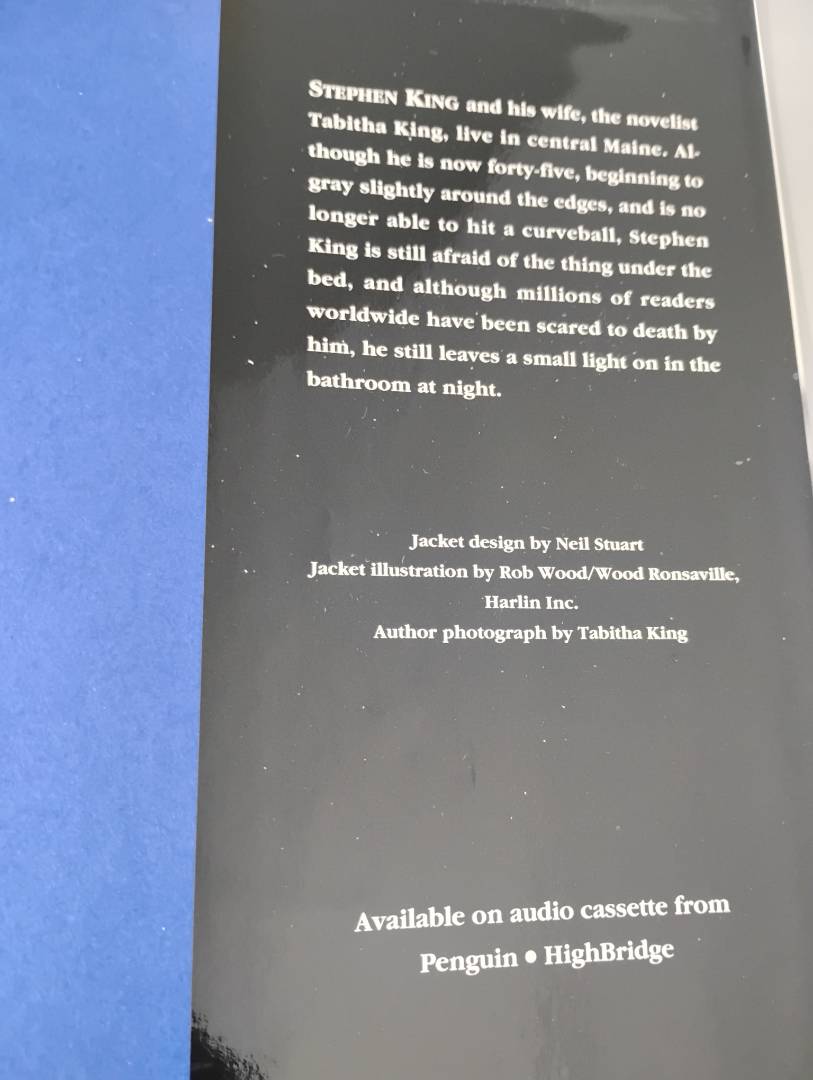 STEPHEN KING and his wife, the novelist
Tabitha King, live in central Maine. Al-
though he is now forty-five, beginning to
gray slightly around the edges, and is no
longer able to hit a curveball, Stephen
King is still afraid of the thing under the
bed, and although millions of readers
worldwide have been scared to death by
him, he still leaves a small light on in the
bathroom at night.
Jacket design by Neil Stuart
Jacket illustration by Rob Wood/Wood Ronsaville,
Harlin Inc.
Author photograph by Tabitha King
Available on audio cassette from
Penguin ● HighBridge